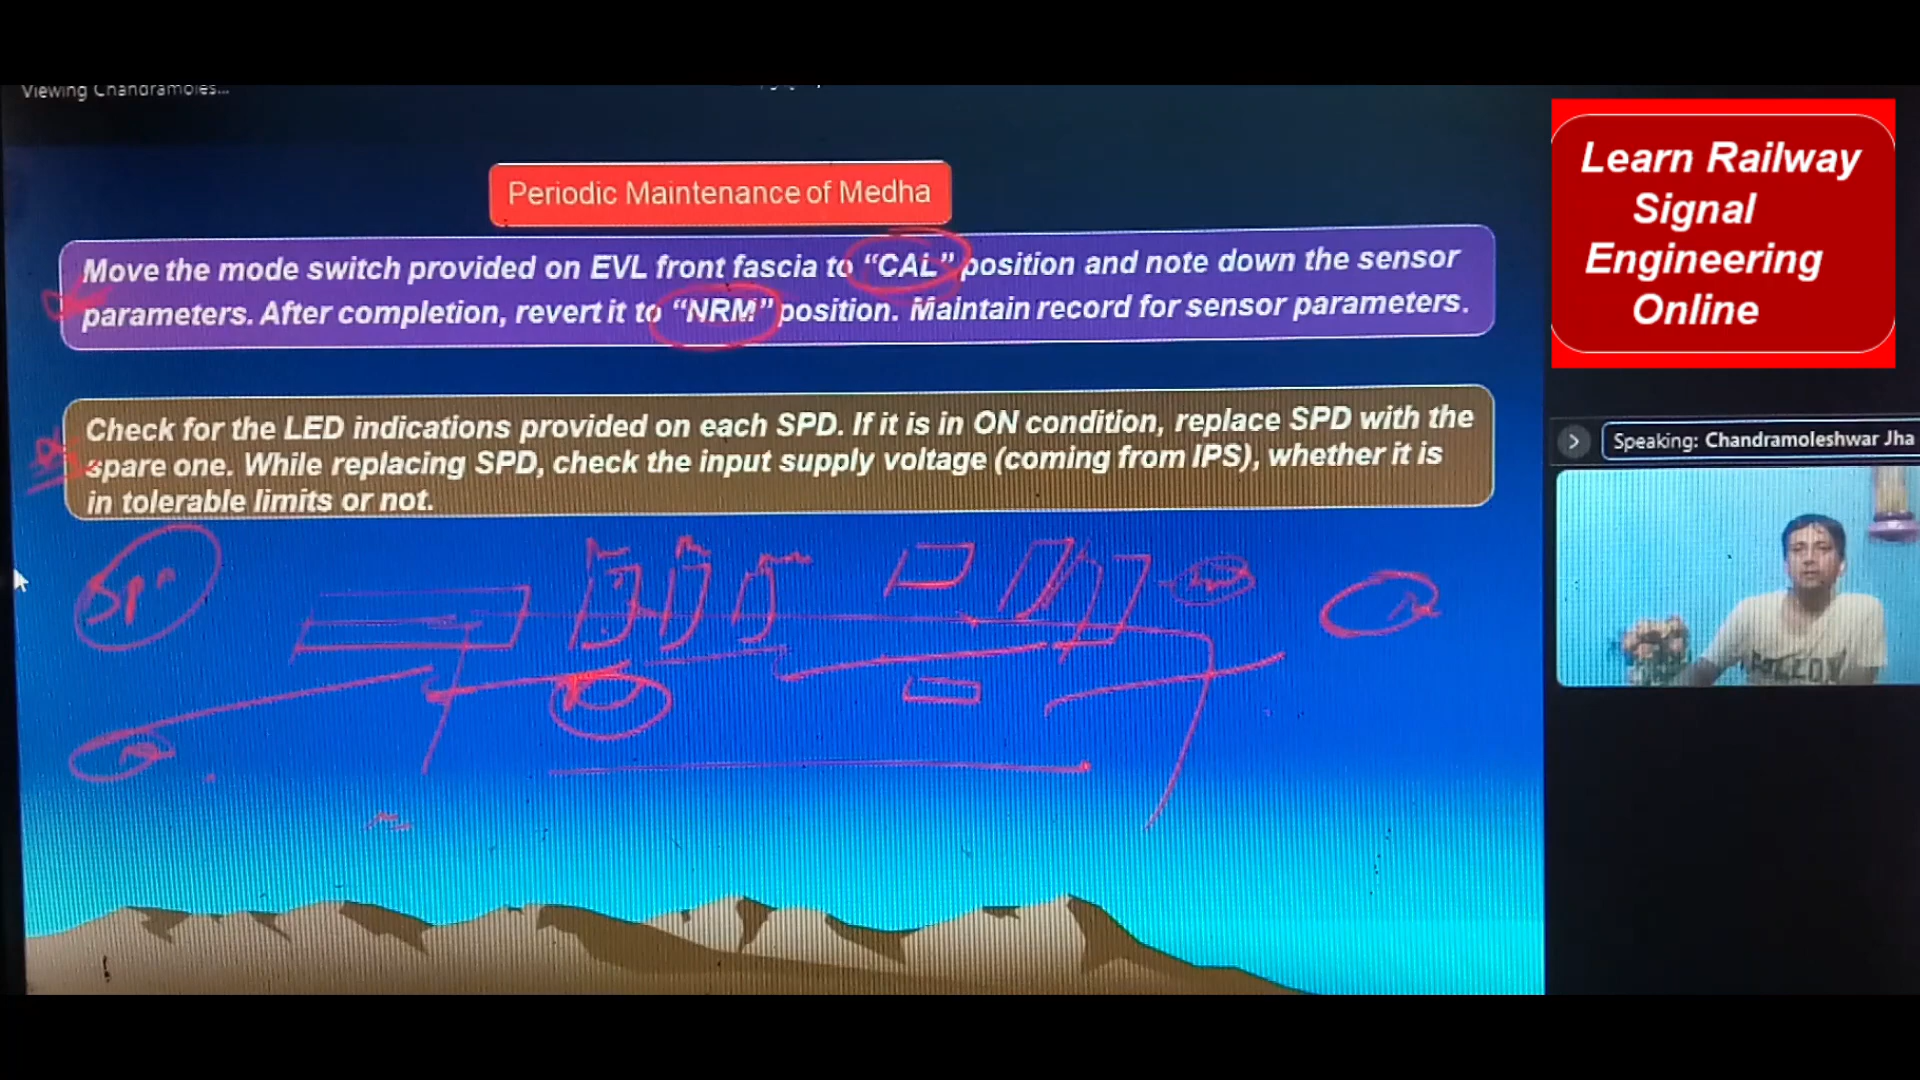 Viewing Chandramoles...
Periodic Maintenance of Medha
Move the mode switch provided on EVL front fascia to “CAL” position and note down the sensor
parameters. After completion, revert it to “NRM” position. Maintain record for sensor parameters.
Check for the LED indications provided on each SPD. If it is in ON condition, replace SPD with the
spare one. While replacing SPD, check the input supply voltage (coming from IPS), whether it is
in tolerable limits or not.
Learn Railway
Signal
Engineering
Online
Speaking: Chandramoleshwar Jha